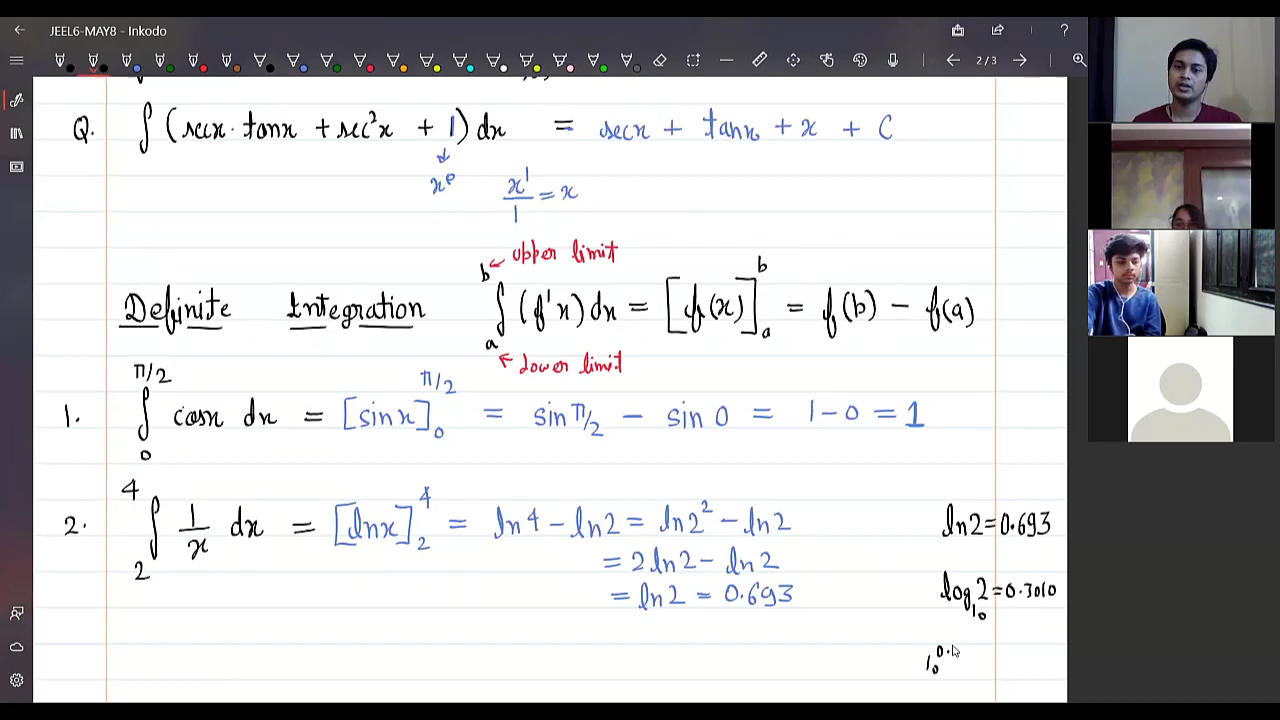 JEEL6-MAY8 - Inkodo
2/3
Q. ∫ (secx · tanx + sec²x + 1) dx = secx + tanx + x + C
↓
x⁰
x¹/1 = x
b ← upper limit
Definite Integration ∫ (f'x) dx = [f(x)]ₐᵇ = f(b) − f(a)
a ↖ Lower limit
1. ∫₀^(π/2) cosx dx = [sinx]₀^(π/2) = sin π/2 − sin 0 = 1 − 0 = 1
2. ∫₂⁴ 1/x dx = [lnx]₂⁴ = ln4 − ln2 = ln2² − ln2
= 2ln2 − ln2
= ln2 = 0.693
ln2 = 0.693
log₁₀2 = 0.3010
10^0.